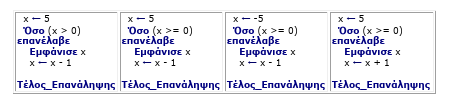 x ← 5
Όσο (x > 0)
επανέλαβε
Εμφάνισε x
x ← x - 1
Τέλος_Επανάληψης
x ← 5
Όσο (x >= 0)
επανέλαβε
Εμφάνισε x
x ← x - 1
Τέλος_Επανάληψης
x ← -5
Όσο (x >= 0)
επανέλαβε
Εμφάνισε x
x ← x - 1
Τέλος_Επανάληψης
x ← 5
Όσο (x >= 0)
επανέλαβε
Εμφάνισε x
x ← x + 1
Τέλος_Επανάληψης